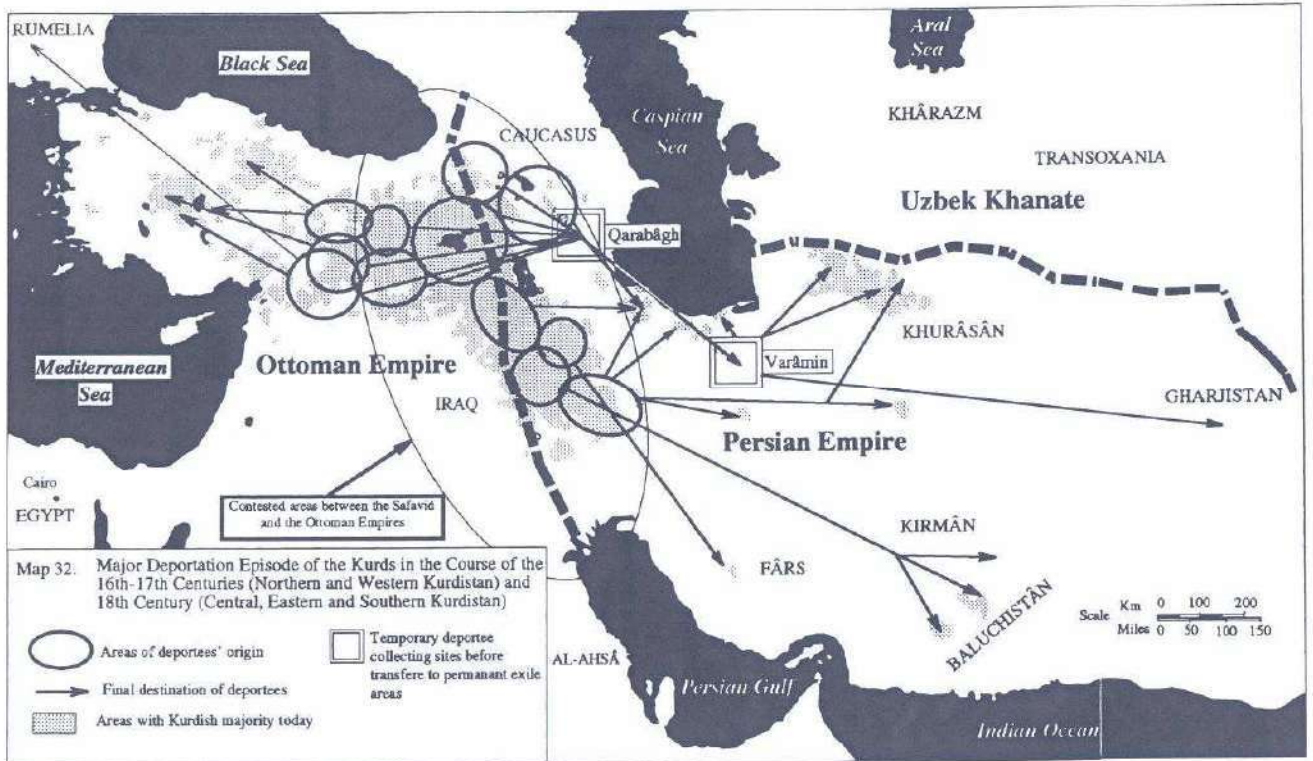 RUMELIA
Black Sea
Aral
Sea
CAUCASUS
Caspian
Sea
KHÂRAZM
TRANSOXANIA
Uzbek Khanate
Qarabâgh
KHURÂSÂN
Ottoman Empire
Varâmin
Mediterranean
Sea
IRAQ
GHARJISTAN
Persian Empire
Cairo
EGYPT
Contested areas between the Safavid
and the Ottoman Empires
KIRMÂN
FÂRS
BALUCHISTÂN
Scale
Km 0 100 200
Miles 0 50 100 150
AL-AHSÂ
Persian Gulf
Indian Ocean
Map 32. Major Deportation Episode of the Kurds in the Course of the
16th-17th Centuries (Northern and Western Kurdistan) and
18th Century (Central, Eastern and Southern Kurdistan)
Areas of deportees' origin
Final destination of deportees
Areas with Kurdish majority today
Temporary deportee
collecting sites before
transfere to permanant exile
areas